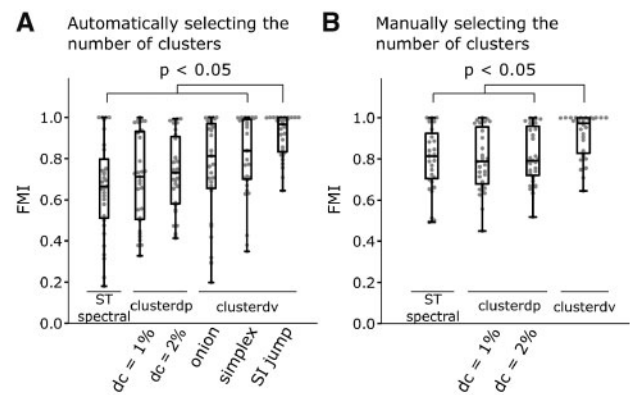 A Automatically selecting the
number of clusters
p < 0.05
FMI
1.0
0.8
0.6
0.4
0.2
0.0
ST
spectral
clusterdp
clusterdv
dc = 1%
dc = 2%
onion
simplex
SI jump
B Manually selecting the
number of clusters
p < 0.05
FMI
1.0
0.8
0.6
0.4
0.2
0.0
ST
spectral
clusterdp
clusterdv
dc = 1%
dc = 2%